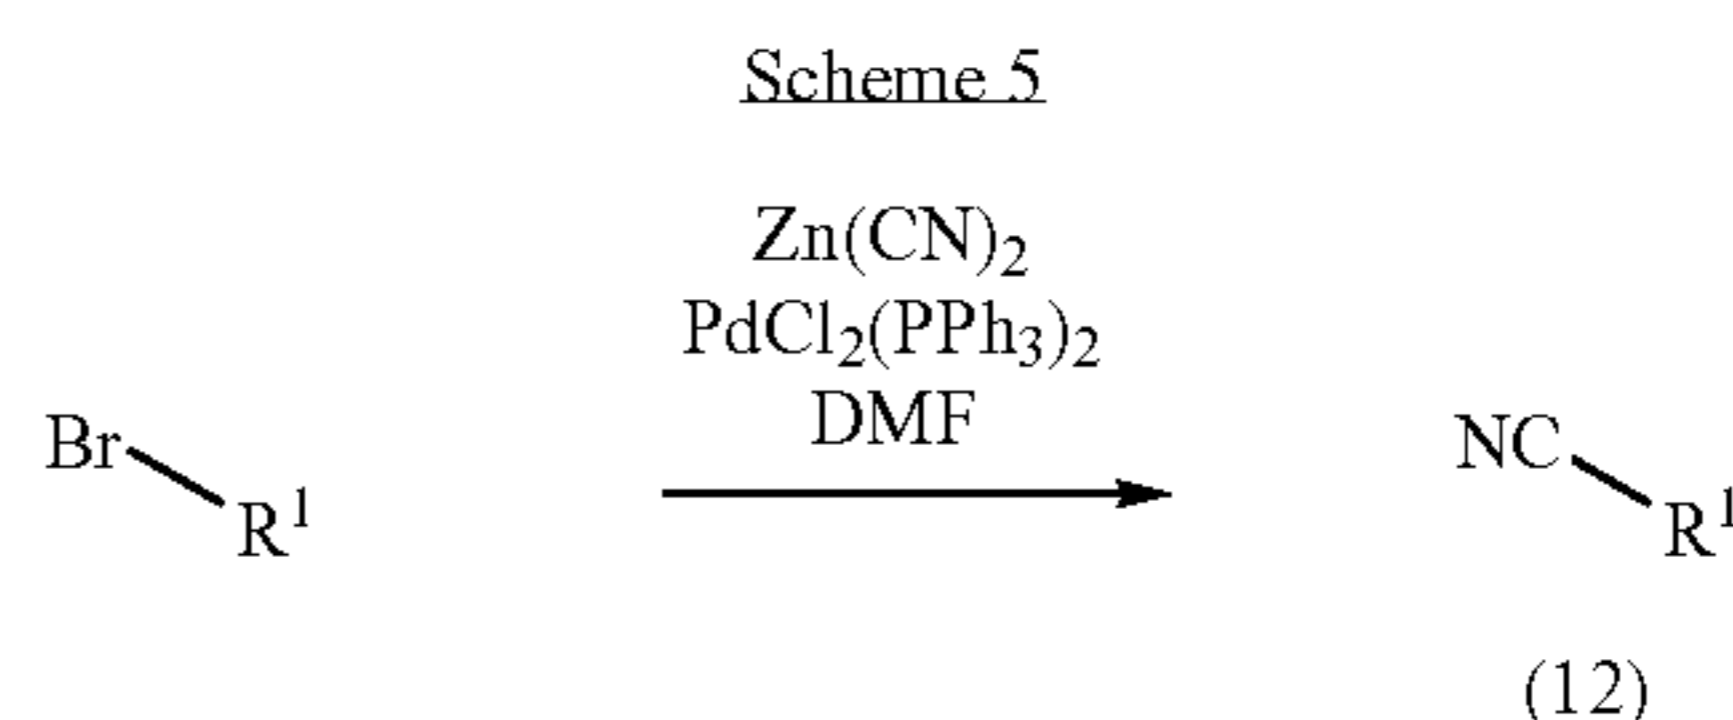 Scheme 5
Zn(CN)₂
PdCl₂(PPh₃)₂
DMF
Br
R¹
NC
R¹
(12)